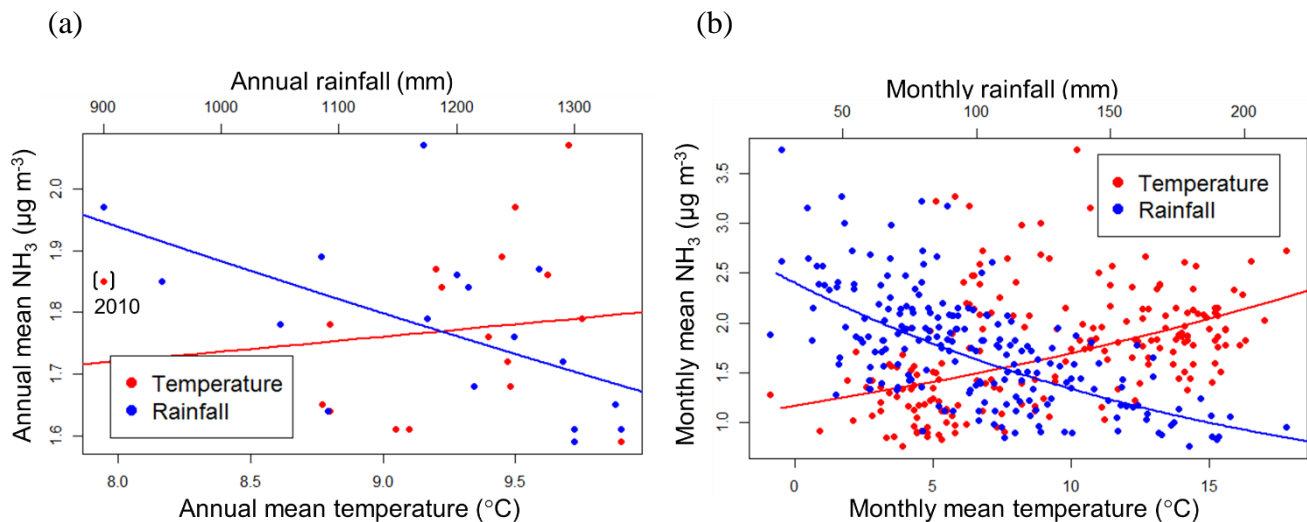 (a)
Annual rainfall (mm)
900 1000 1100 1200 1300
Annual mean NH3 (µg m-3)
2.0
1.9
1.8
1.7
1.6
2010
Temperature
Rainfall
8.0 8.5 9.0 9.5
Annual mean temperature (°C)
(b)
Monthly rainfall (mm)
50 100 150 200
Monthly mean NH3 (µg m-3)
3.5
3.0
2.5
2.0
1.5
1.0
Temperature
Rainfall
0 5 10 15
Monthly mean temperature (°C)